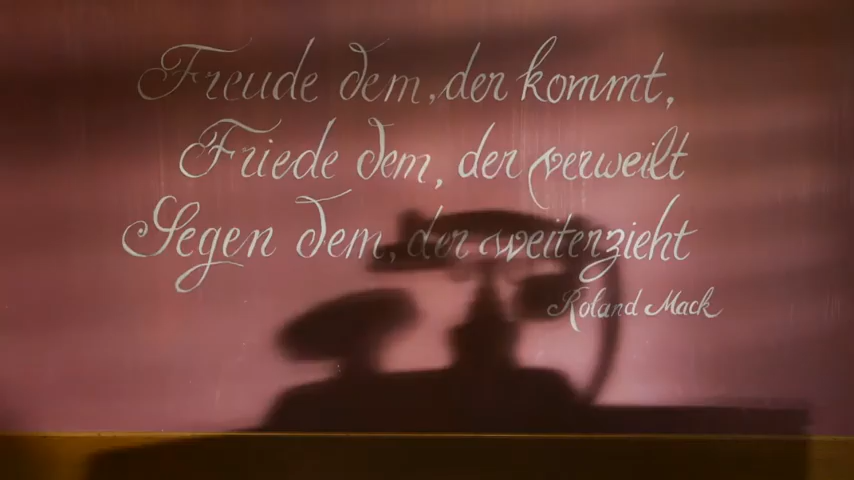 Freude dem, der kommt,
Friede dem, der verweilt
Segen dem, der weiterzieht
Roland Mack